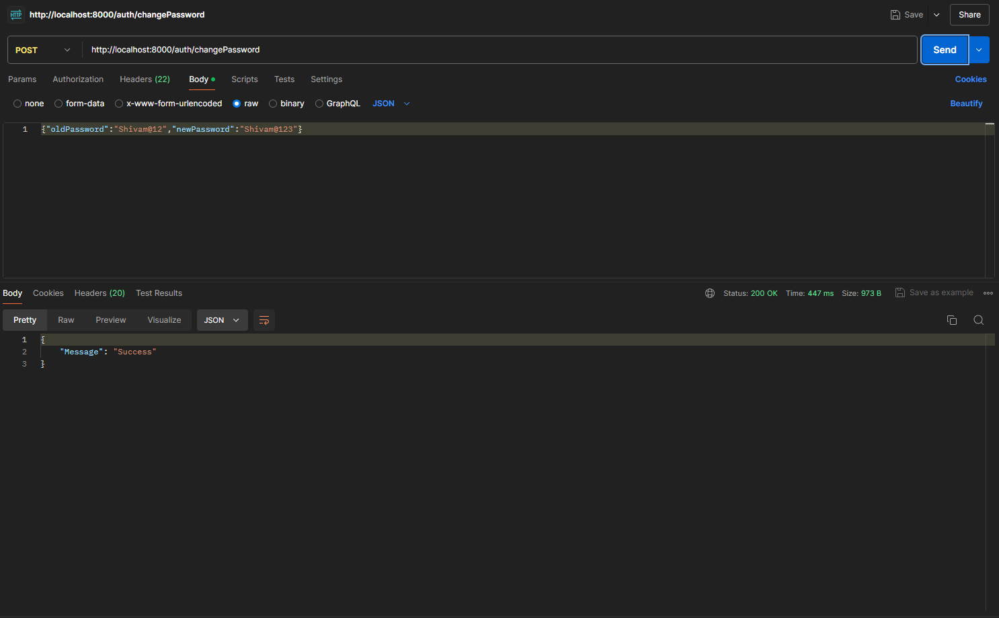 HTTP http://localhost:8000/auth/changePassword Save Share
POST http://localhost:8000/auth/changePassword Send
Params Authorization Headers (22) Body Scripts Tests Settings Cookies
none form-data x-www-form-urlencoded raw binary GraphQL JSON Beautify
1 {"oldPassword":"Shivam@12","newPassword":"Shivam@123"}
Body Cookies Headers (20) Test Results Status: 200 OK Time: 447 ms Size: 973 B Save as example
Pretty Raw Preview Visualize JSON
1 {
2 "Message": "Success"
3 }